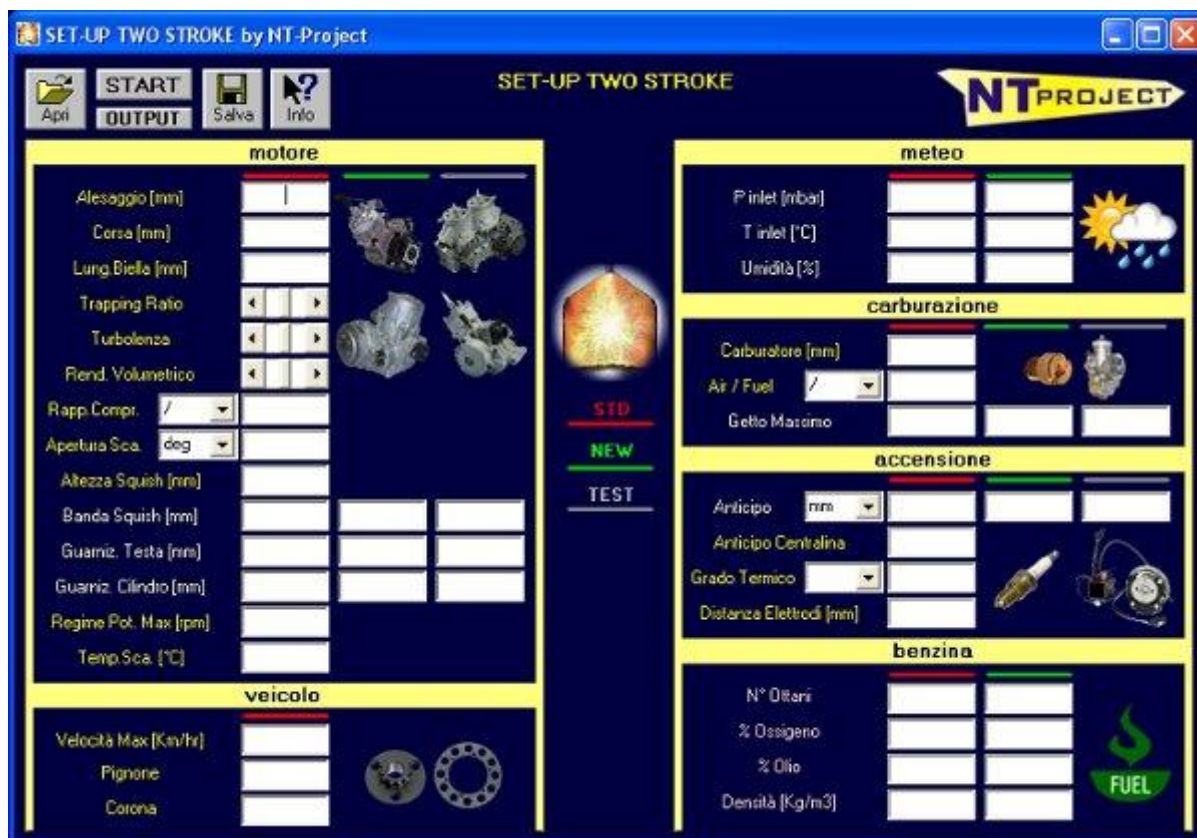 SET-UP TWO STROKE by NT-Project
SET-UP TWO STROKE
START
OUTPUT
Apri
Salva
Info
NT PROJECT
motore
Alesaggio [mm]
Corsa [mm]
Lung.Biella [mm]
Trapping Ratio
Turbolenza
Rend. Volumetrico
Rapp.Compr. /
Apertura Sca. deg
Altezza Squish [mm]
Banda Squish [mm]
Guarniz. Testa [mm]
Guarniz. Cilindro [mm]
Regime Pot. Max [rpm]
Temp.Sca. [°C]
veicolo
Velocità Max [Km/hr]
Pignone
Corona
STD
NEW
TEST
meteo
P inlet [mbar]
T inlet [°C]
Umidità [%]
carburazione
Carburatore [mm]
Air / Fuel /
Getto Massimo
accensione
Anticipo mm
Anticipo Centralina
Grado Termico
Distanza Elettrodi [mm]
benzina
N° Ottani
% Ossigeno
% Olio
Densità [Kg/m3]
FUEL